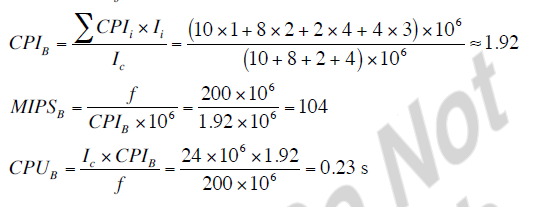 CPI_B = ∑ CPI_i × I_i / I_c = (10 × 1 + 8 × 2 + 2 × 4 + 4 × 3) × 10^6 / (10 + 8 + 2 + 4) × 10^6 ≈ 1.92
MIPS_B = f / CPI_B × 10^6 = 200 × 10^6 / 1.92 × 10^6 = 104
CPU_B = I_c × CPI_B / f = 24 × 10^6 × 1.92 / 200 × 10^6 = 0.23 s
Not